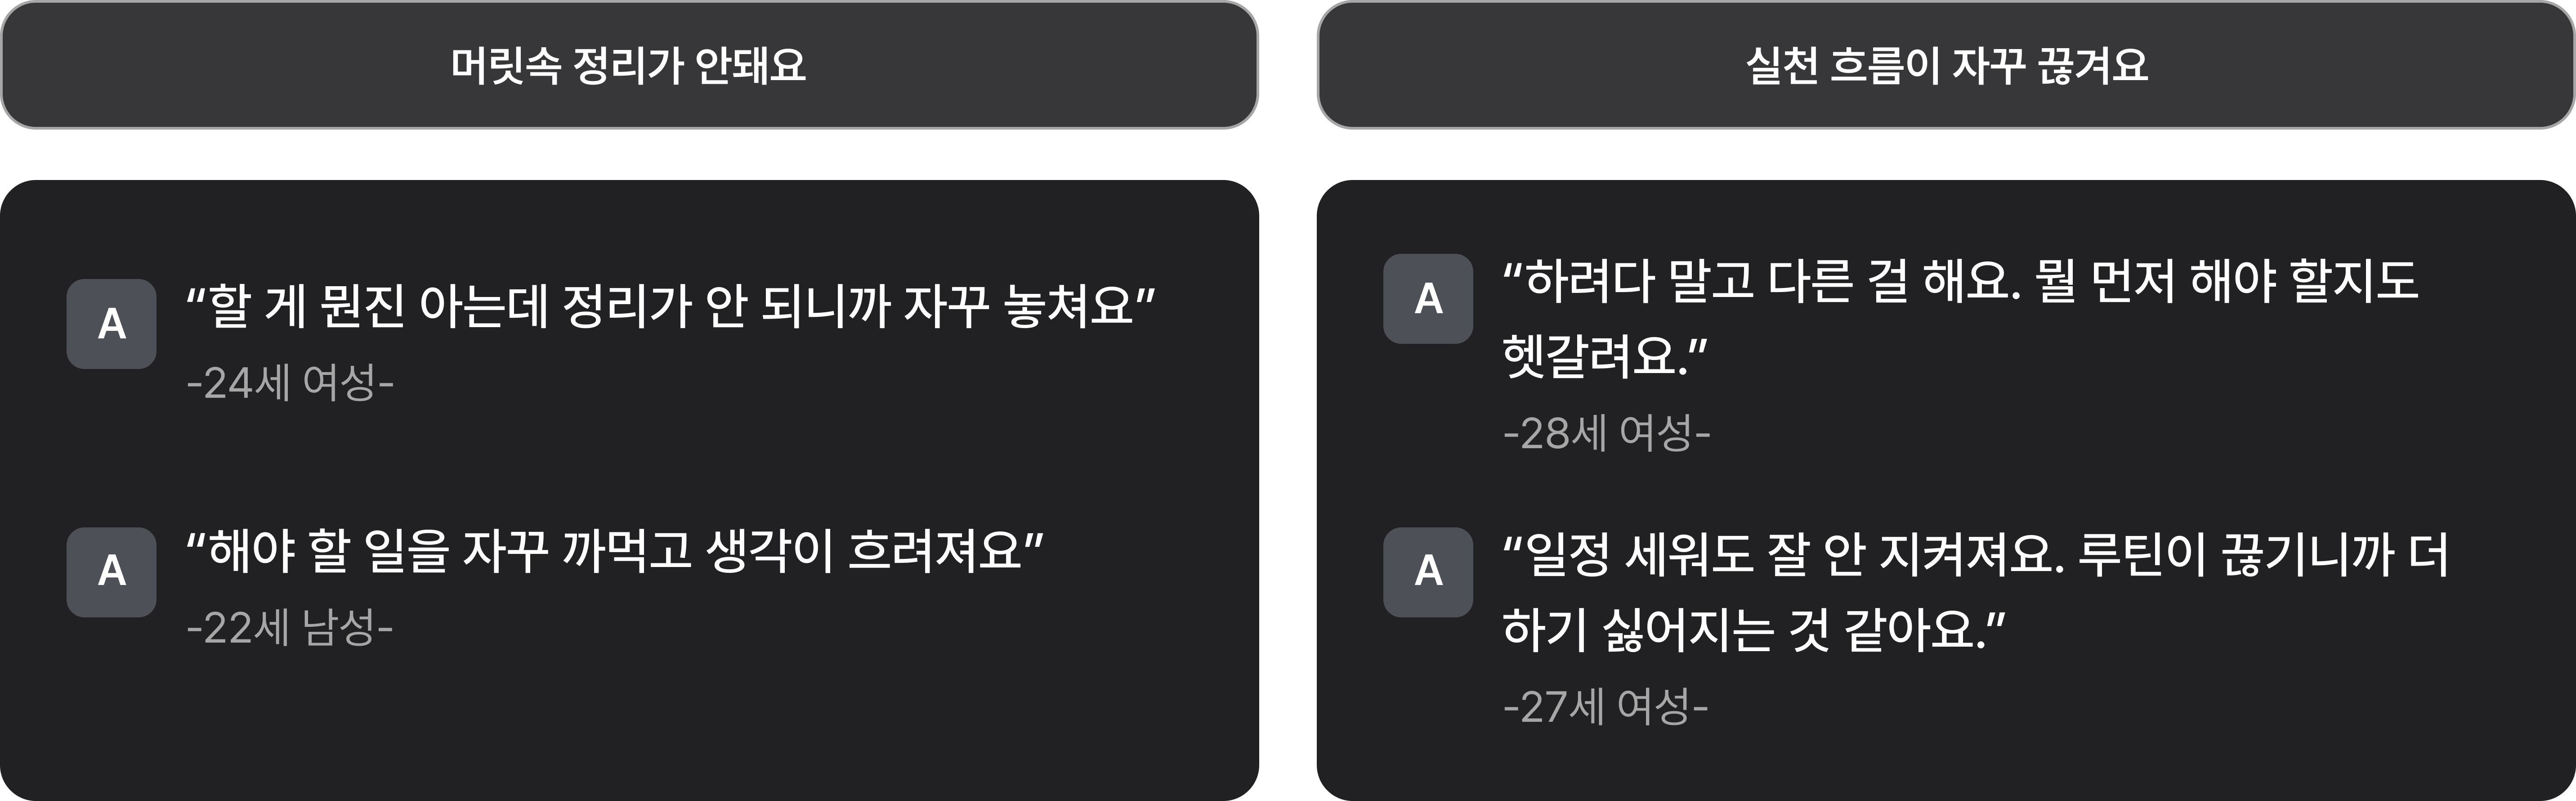 머릿속 정리가 안돼요
A
“할 게 뭔진 아는데 정리가 안 되니까 자꾸 놓쳐요”
-24세 여성-
A
“해야 할 일을 자꾸 까먹고 생각이 흐려져요”
-22세 남성-
실천 흐름이 자꾸 끊겨요
A
“하려다 말고 다른 걸 해요. 뭘 먼저 해야 할지도
헷갈려요.”
-28세 여성-
A
“일정 세워도 잘 안 지켜져요. 루틴이 끊기니까 더
하기 싫어지는 것 같아요.”
-27세 여성-